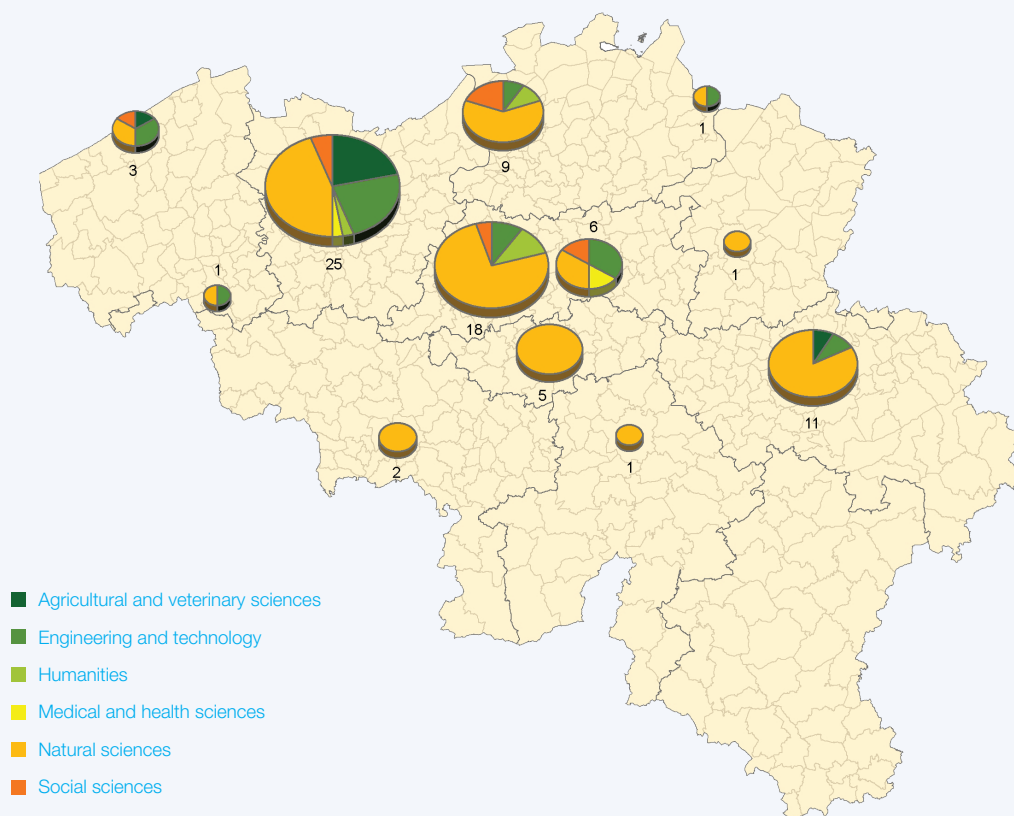 1
3
9
6
25
1
1
18
5
11
2
1
Agricultural and veterinary sciences
Engineering and technology
Humanities
Medical and health sciences
Natural sciences
Social sciences